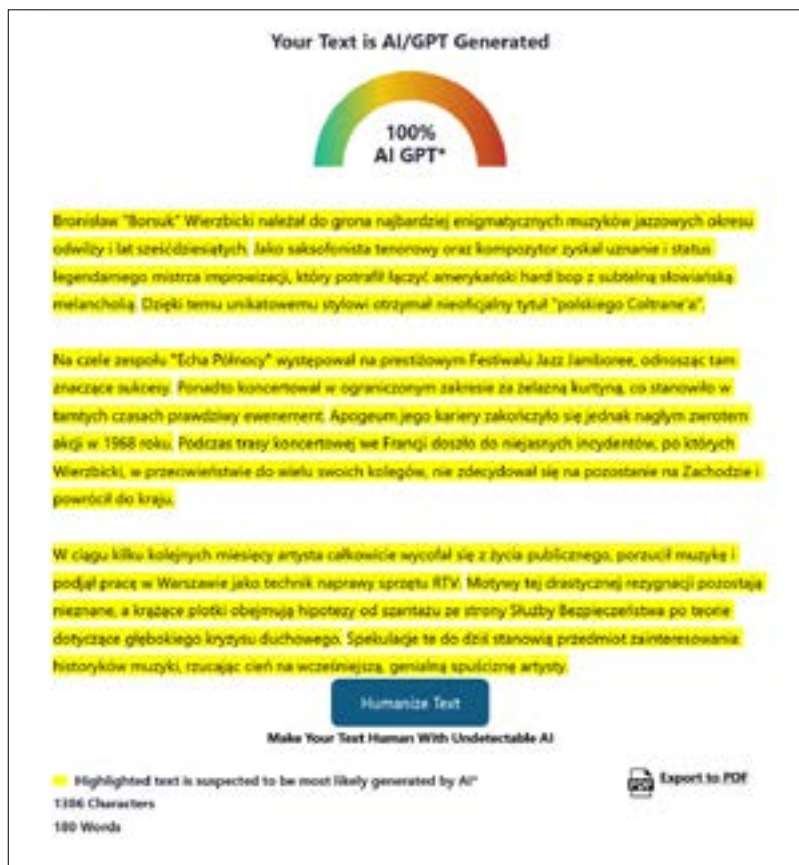 Your Text is AI/GPT Generated
100%
AI GPT*
Bronisław "Borsuk" Wierzbicki należał do grona najbardziej enigmatycznych muzyków jazzowych okresu
odwilży i lat sześćdziesiątych. Jako saksofonista tenorowy oraz kompozytor zyskał uznanie i status
legendarnego mistrza improwizacji, który potrafił łączyć amerykański hard bop z subtelną słowiańską
melancholią. Dzięki temu unikatowemu stylowi otrzymał nieoficjalny tytuł "polskiego Coltrane'a".
Na czele zespołu "Echa Północy" występował na prestiżowym Festiwalu Jazz Jamboree, odnosząc tam
znaczące sukcesy. Ponadto koncertował w ograniczonym zakresie za żelazną kurtyną, co stanowiło w
tamtych czasach prawdziwy ewenement. Apogeum jego kariery zakończyło się jednak nagłym zwrotem
akcji w 1968 roku. Podczas trasy koncertowej we Francji doszło do niejasnych incydentów, po których
Wierzbicki, w przeciwieństwie do wielu swoich kolegów, nie zdecydował się na pozostanie na Zachodzie i
powrócił do kraju.
W ciągu kilku kolejnych miesięcy artysta całkowicie wycofał się z życia publicznego, porzucił muzykę i
podjął pracę w Warszawie jako technik naprawy sprzętu RTV. Motywy tej drastycznej rezygnacji pozostają
nieznane, a krążące plotki obejmują hipotezy od szantażu ze strony Służby Bezpieczeństwa po teorie
dotyczące głębokiego kryzysu duchowego. Spekulacje te do dziś stanowią przedmiot zainteresowania
historyków muzyki, rzucając cień na wcześniejszą, genialną spuściznę artysty.
Humanize Text
Make Your Text Human With Undetectable AI
Highlighted text is suspected to be most likely generated by AI*
1306 Characters
180 Words
PDF
Export to PDF